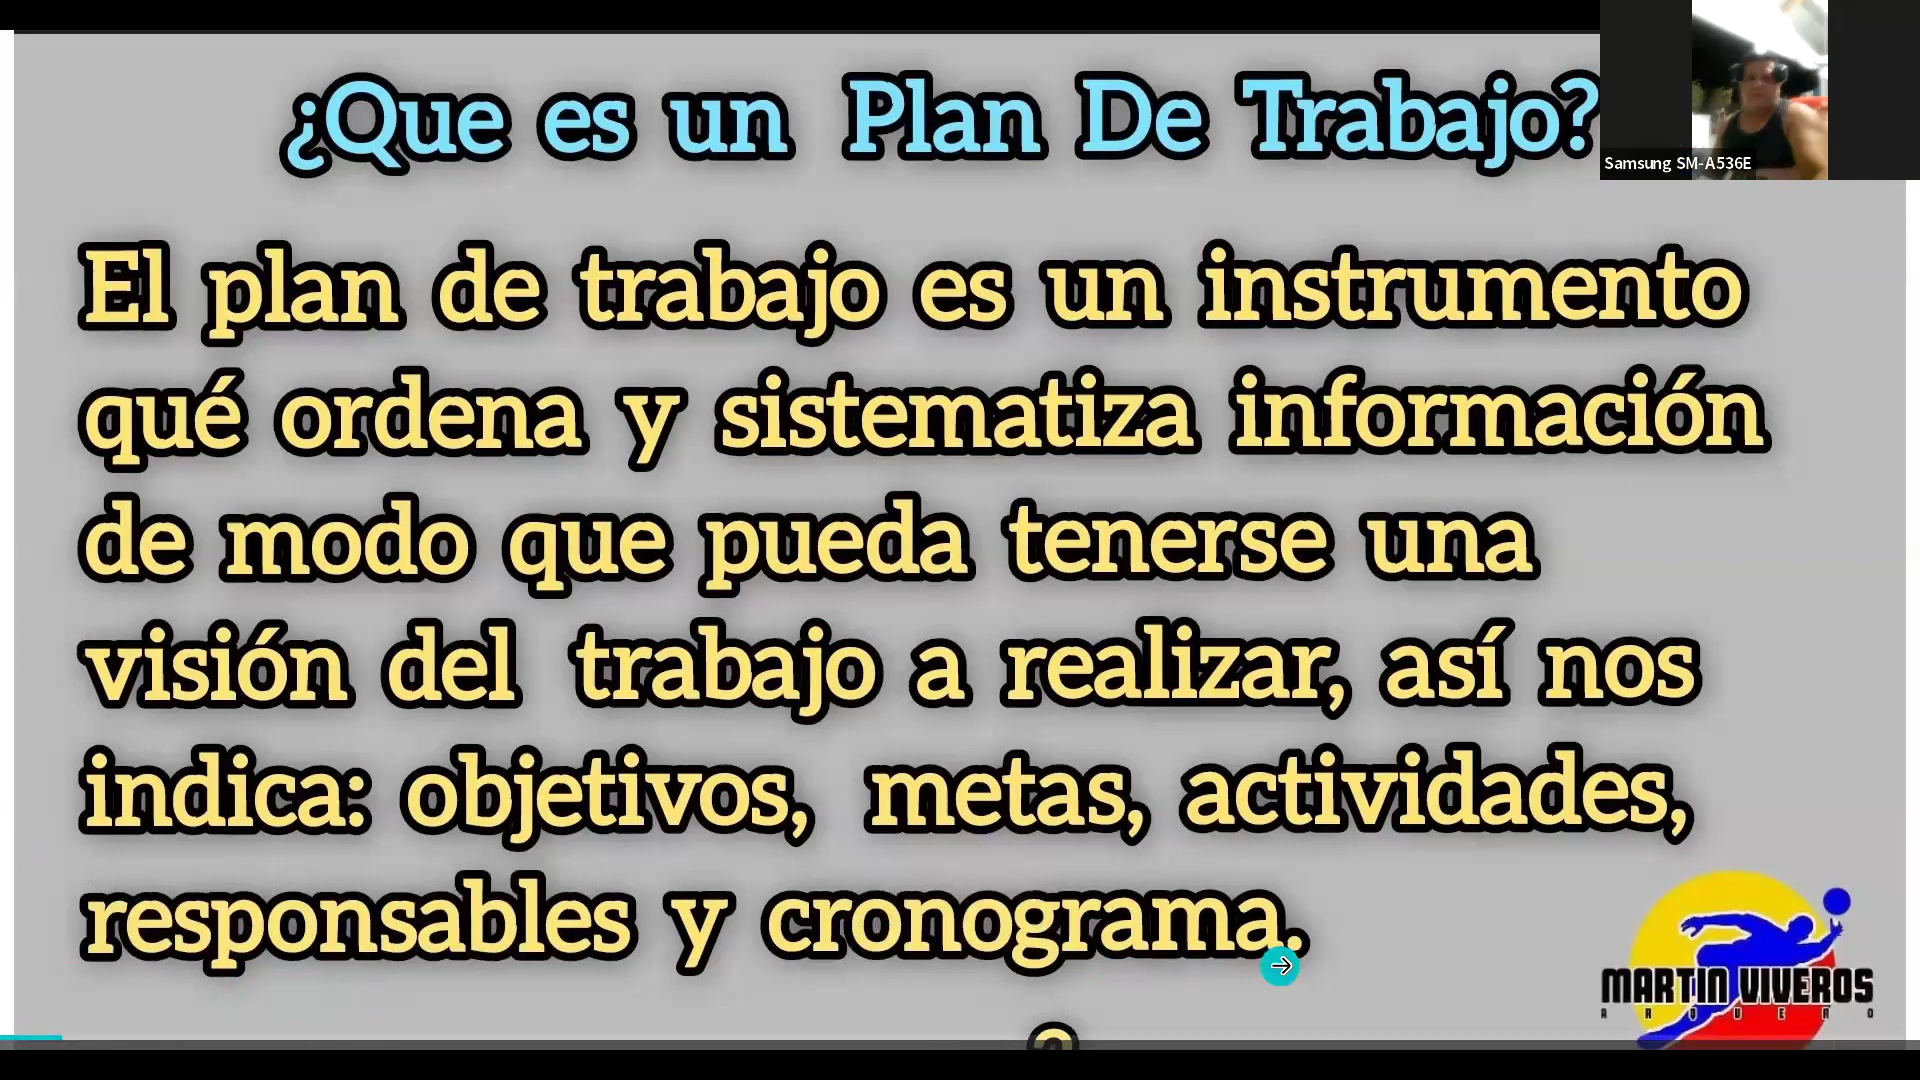 ¿Que es un Plan De Trabajo?
Samsung SM-A536E
El plan de trabajo es un instrumento
qué ordena y sistematiza información
de modo que pueda tenerse una
visión del trabajo a realizar, así nos
indica: objetivos, metas, actividades,
responsables y cronograma.
MARTIN VIVEROS
ARQUERO